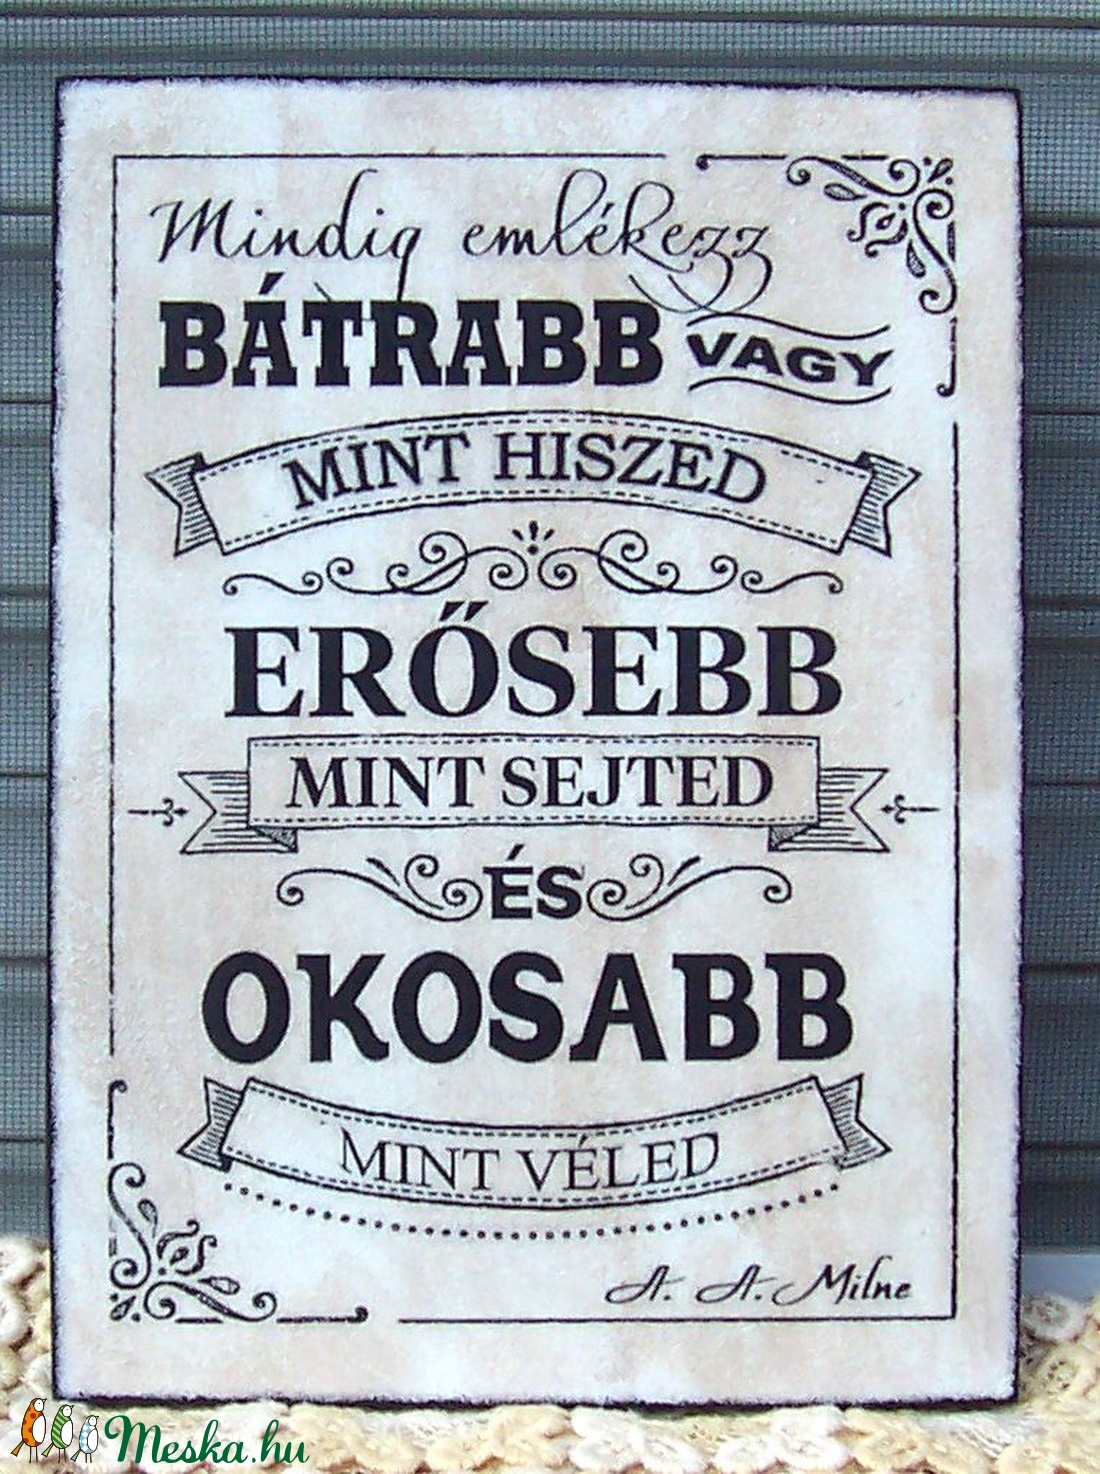 Mindig emlékezz
BÁTRABB VAGY
MINT HISZED
ERŐSEBB
MINT SEJTED
ÉS
OKOSABB
MINT VÉLED
A. A. Milne
Meska.hu